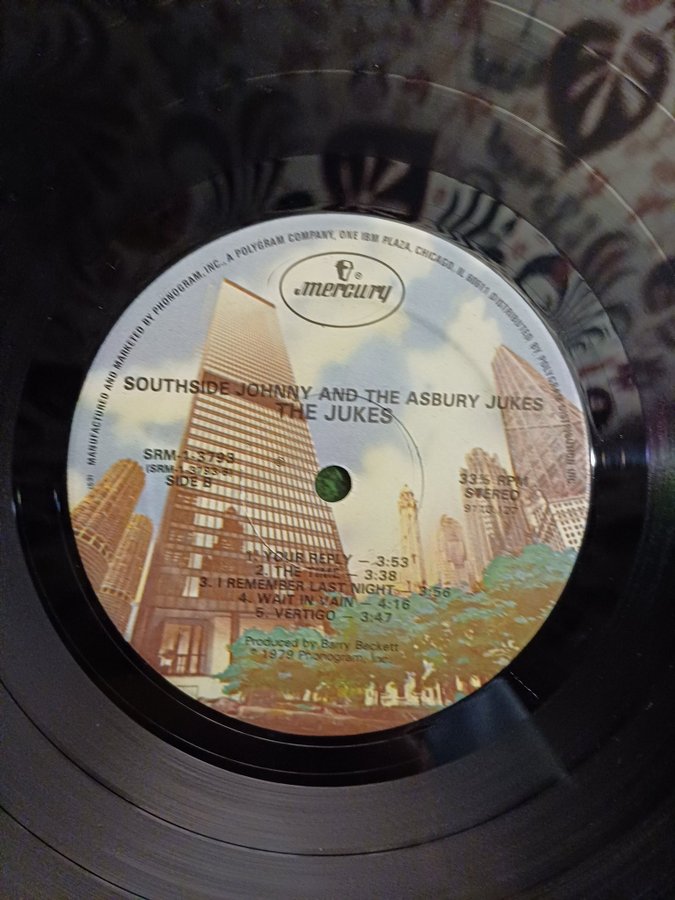 MANUFACTURED AND MARKETED BY PHONOGRAM, INC., A POLYGRAM COMPANY, ONE IBM PLAZA, CHICAGO, IL 60611 DISTRIBUTED BY POLYGRAM DISTRIBUTION, INC.
mercury ®
SOUTHSIDE JOHNNY AND THE ASBURY JUKES
THE JUKES
SRM-1-3793
SIDE B
33⅓ RPM
STEREO
1. YOUR REPLY – 3:53
2. THE TIME – 3:38
3. I REMEMBER LAST NIGHT – 3:56
4. WAIT IN VAIN – 4:16
5. VERTIGO – 3:47
Produced by Barry Beckett
1979 Phonogram, Inc.